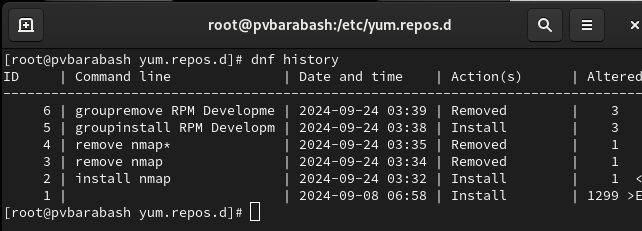 root@pvbarabash:/etc/yum.repos.d
[root@pvbarabash yum.repos.d]# dnf history
ID | Command line | Date and time | Action(s) | Altered
--------------------------------------------------------------------------------
6 | groupremove RPM Developme | 2024-09-24 03:39 | Removed | 3
5 | groupinstall RPM Developm | 2024-09-24 03:38 | Install | 3
4 | remove nmap* | 2024-09-24 03:35 | Removed | 1
3 | remove nmap | 2024-09-24 03:34 | Removed | 1
2 | install nmap | 2024-09-24 03:32 | Install | 1 <
1 | | 2024-09-08 06:58 | Install | 1299 >E
[root@pvbarabash yum.repos.d]#